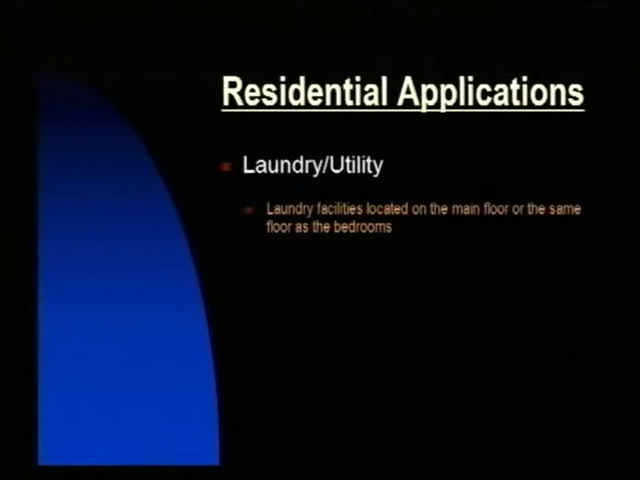 Residential Applications
Laundry/Utility
Laundry facilities located on the main floor or the same
floor as the bedrooms